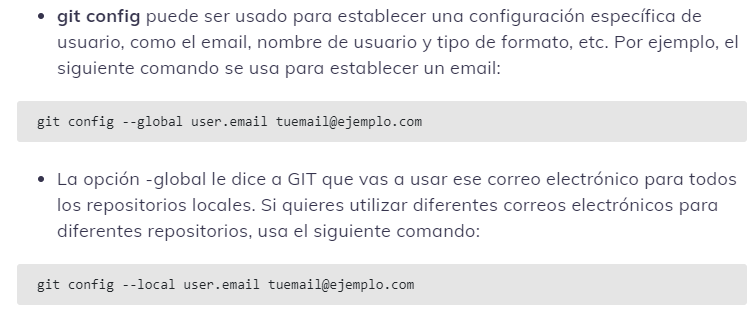 • git config puede ser usado para establecer una configuración específica de
usuario, como el email, nombre de usuario y tipo de formato, etc. Por ejemplo, el
siguiente comando se usa para establecer un email:
git config --global user.email tuemail@ejemplo.com
• La opción -global le dice a GIT que vas a usar ese correo electrónico para todos
los repositorios locales. Si quieres utilizar diferentes correos electrónicos para
diferentes repositorios, usa el siguiente comando:
git config --local user.email tuemail@ejemplo.com